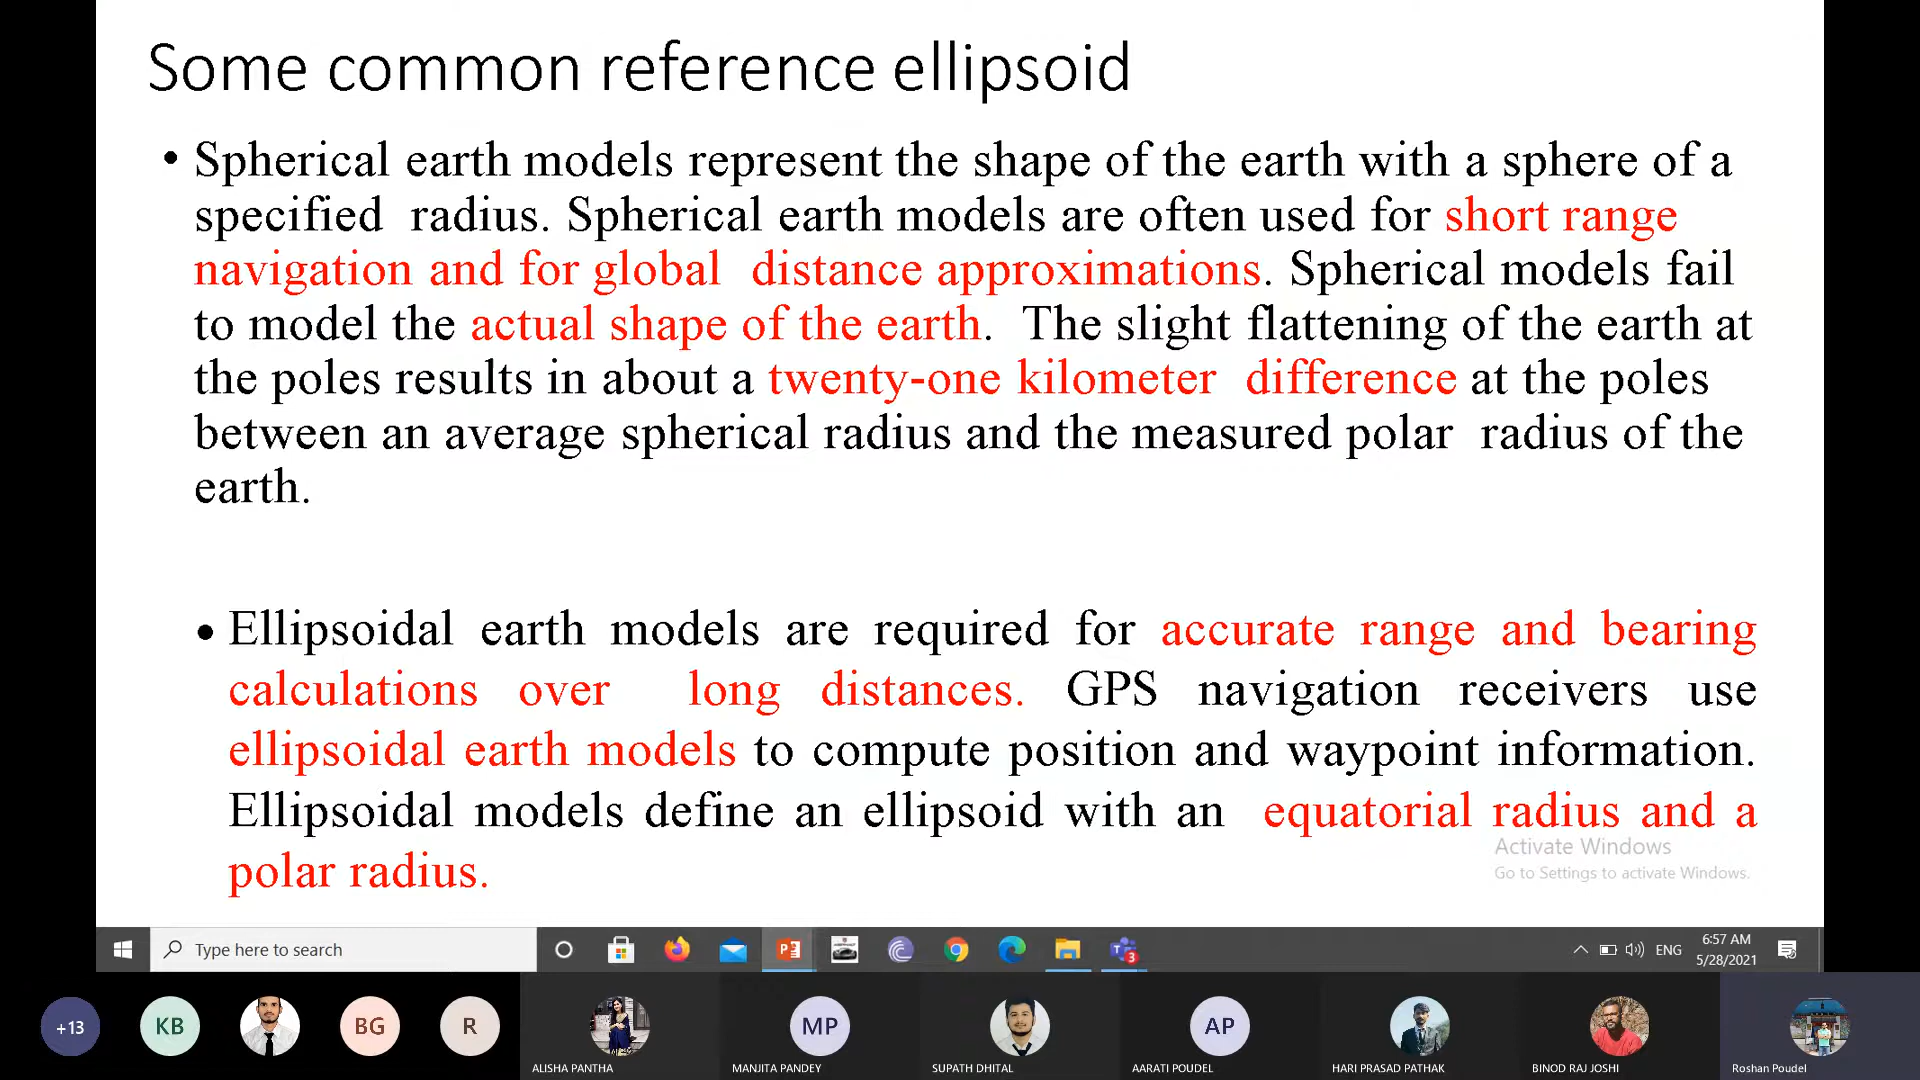 Some common reference ellipsoid
• Spherical earth models represent the shape of the earth with a sphere of a
specified radius. Spherical earth models are often used for short range
navigation and for global distance approximations. Spherical models fail
to model the actual shape of the earth. The slight flattening of the earth at
the poles results in about a twenty-one kilometer difference at the poles
between an average spherical radius and the measured polar radius of the
earth.
• Ellipsoidal earth models are required for accurate range and bearing
calculations over long distances. GPS navigation receivers use
ellipsoidal earth models to compute position and waypoint information.
Ellipsoidal models define an ellipsoid with an equatorial radius and a
polar radius.
Activate Windows
Go to Settings to activate Windows.
Type here to search
ENG
6:57 AM
5/28/2021
3
+13
KB
BG
R
MP
AP
ALISHA PANTHA
MANJITA PANDEY
SUPATH DHITAL
AARATI POUDEL
HARI PRASAD PATHAK
BINOD RAJ JOSHI
Roshan Poudel